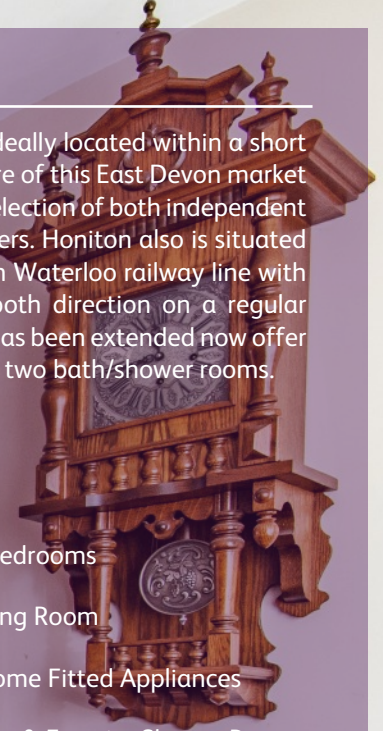 deally located within a short
re of this East Devon market
election of both independent
ers. Honiton also is situated
n Waterloo railway line with
both direction on a regular
as been extended now offer
two bath/shower rooms.
edrooms
ng Room
ome Fitted Appliances